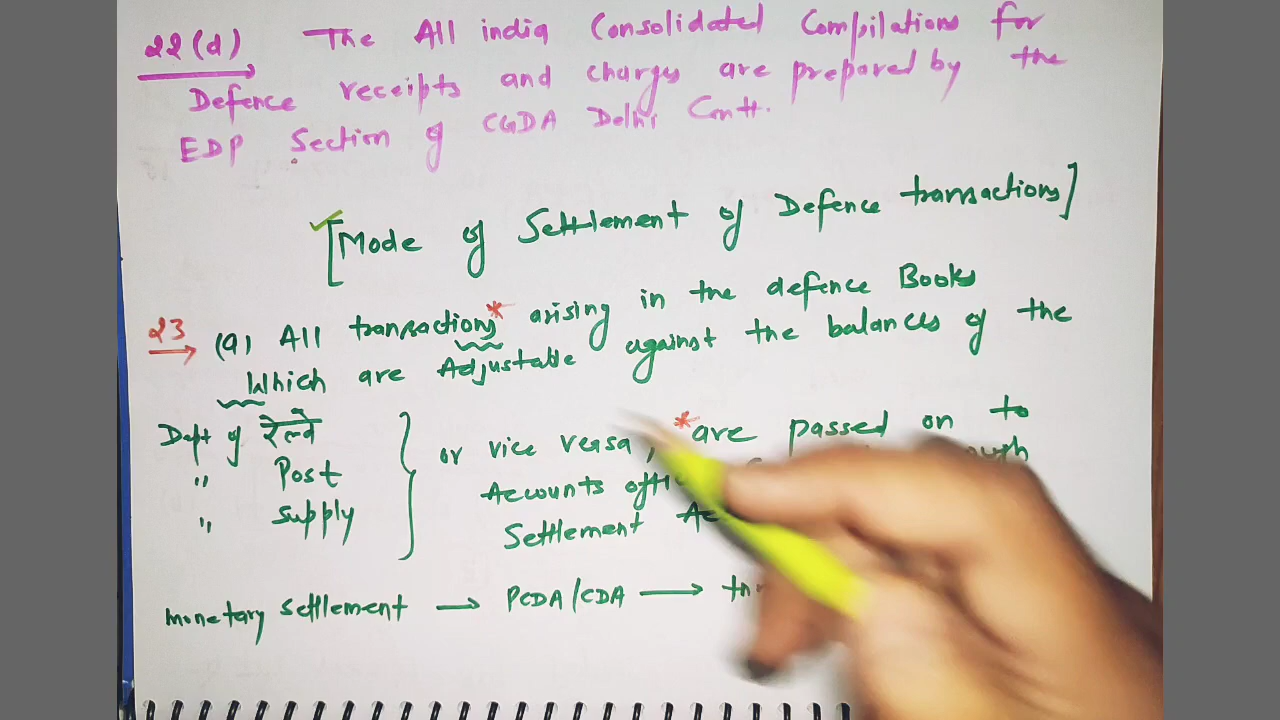 22(d) The All india Consolidated Compilations for
Defence receipts and charges are prepared by the
EDP Section of CGDA Delhi Cantt.
[Mode of Settlement of Defence transactions]
23 (a) All transactions* arising in the defence Books
Which are Adjustable against the balances of the
Dept of रेल्वे
" Post
" Supply
or vice versa, *are passed on to
Accounts
Settlement
monetary settlement → PCDA/CDA →